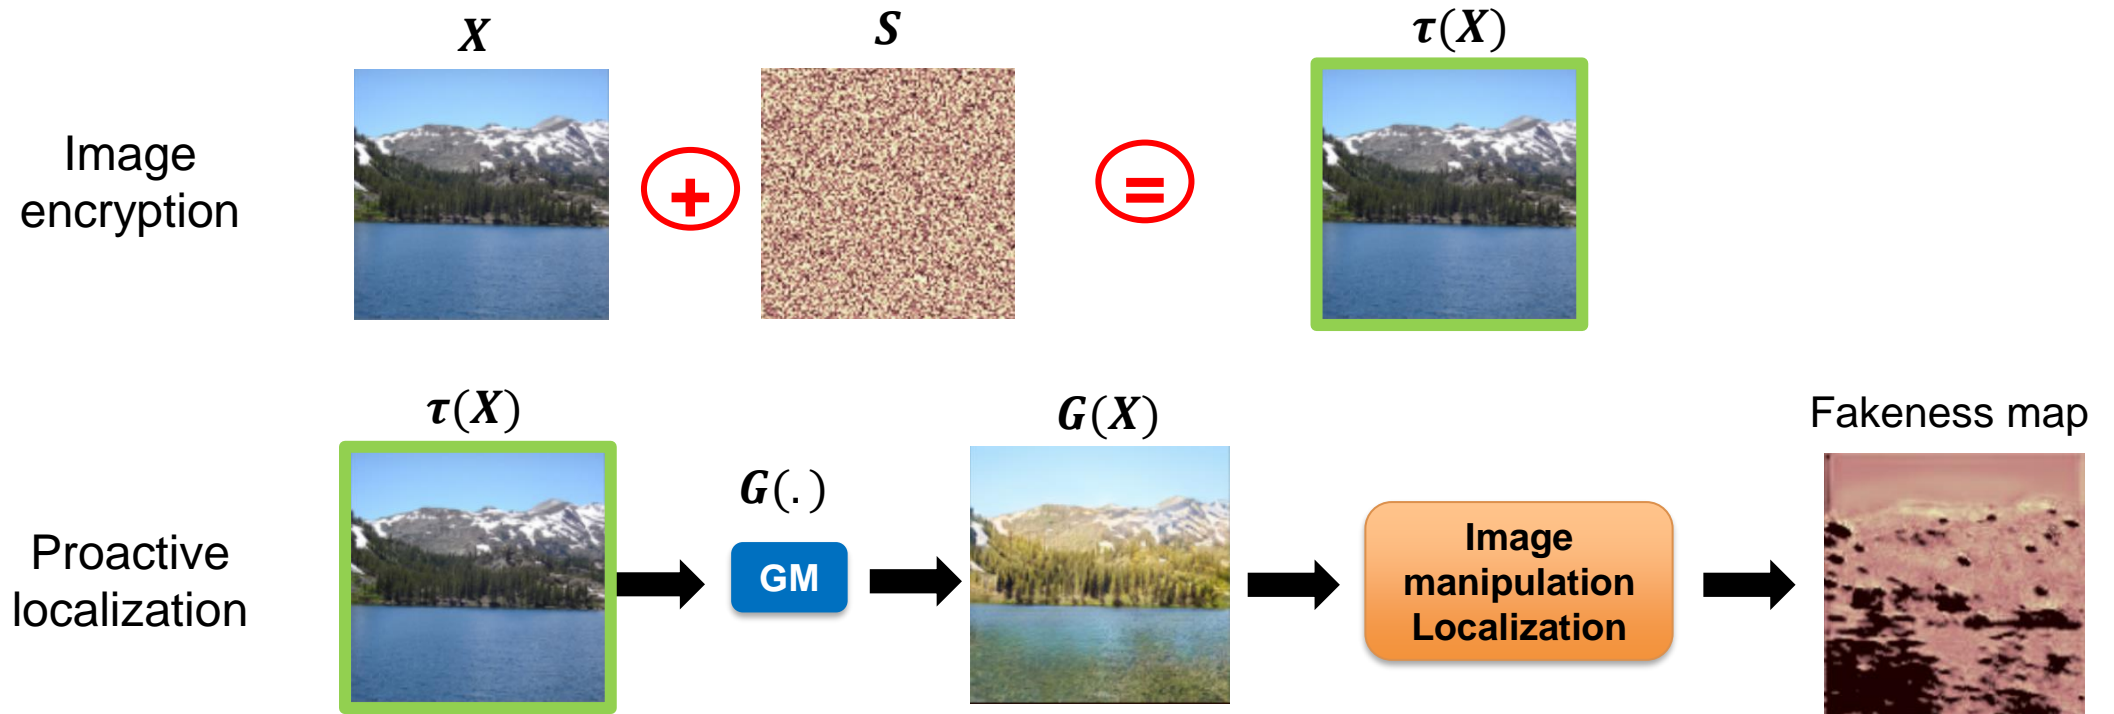 X
S
τ(X)
Image
encryption
+
=
τ(X)
G(X)
Fakeness map
G(.)
GM
Proactive
localization
Image
manipulation
Localization